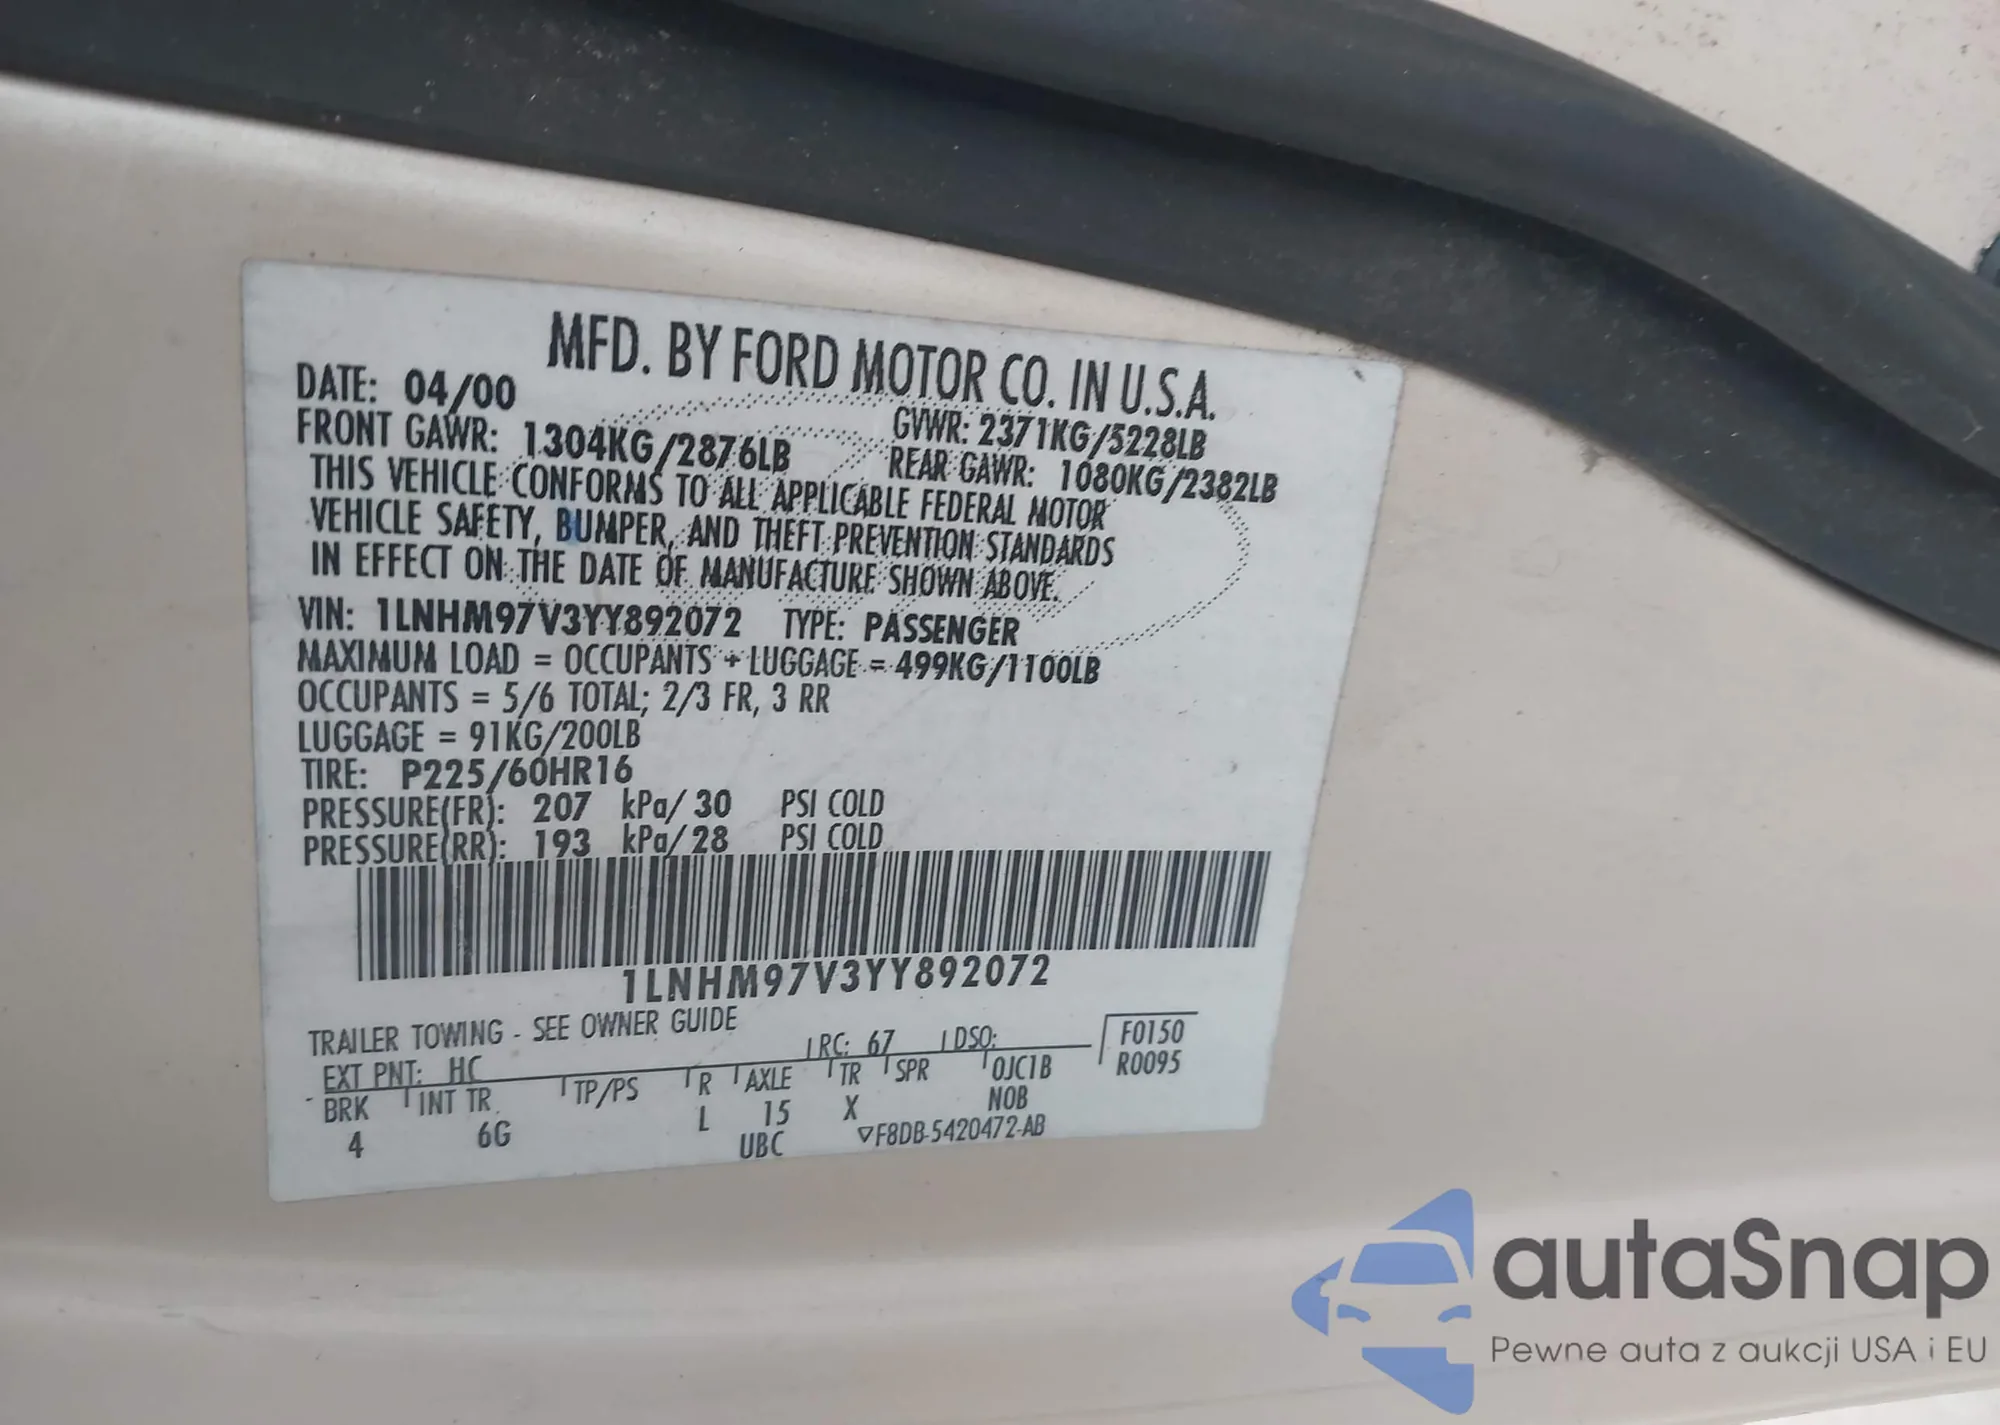 MFD. BY FORD MOTOR CO. IN U.S.A.
DATE: 04/00 GVWR: 2371KG/5228LB
FRONT GAWR: 1304KG/2876LB REAR GAWR: 1080KG/2382LB
THIS VEHICLE CONFORMS TO ALL APPLICABLE FEDERAL MOTOR
VEHICLE SAFETY, BUMPER, AND THEFT PREVENTION STANDARDS
IN EFFECT ON THE DATE OF MANUFACTURE SHOWN ABOVE.
VIN: 1LNHM97V3YY892072 TYPE: PASSENGER
MAXIMUM LOAD = OCCUPANTS + LUGGAGE = 499KG/1100LB
OCCUPANTS = 5/6 TOTAL; 2/3 FR, 3 RR
LUGGAGE = 91KG/200LB
TIRE: P225/60HR16
PRESSURE(FR): 207 kPa/ 30 PSI COLD
PRESSURE(RR): 193 kPa/ 28 PSI COLD
1LNHM97V3YY892072
TRAILER TOWING - SEE OWNER GUIDE
EXT PNT: HC RC: 67 DSO: F0150
BRK INT TR TP/PS R AXLE TR SPR 0JC1B R0095
4 6G L 15 X NOB
UBC ▽F8DB-5420472-AB
autaSnap
Pewne auta z aukcji USA i EU